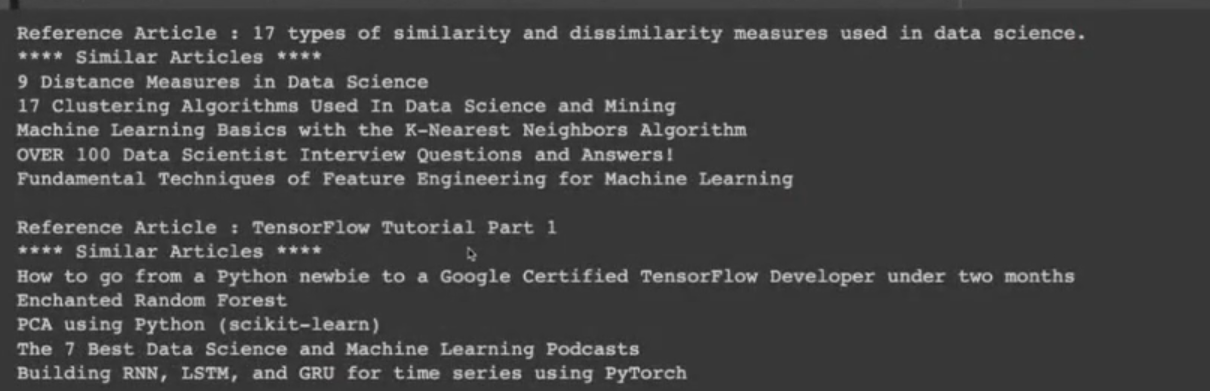 Reference Article : 17 types of similarity and dissimilarity measures used in data science.
**** Similar Articles ****
9 Distance Measures in Data Science
17 Clustering Algorithms Used In Data Science and Mining
Machine Learning Basics with the K-Nearest Neighbors Algorithm
OVER 100 Data Scientist Interview Questions and Answers!
Fundamental Techniques of Feature Engineering for Machine Learning
Reference Article : TensorFlow Tutorial Part 1
**** Similar Articles ****
How to go from a Python newbie to a Google Certified TensorFlow Developer under two months
Enchanted Random Forest
PCA using Python (scikit-learn)
The 7 Best Data Science and Machine Learning Podcasts
Building RNN, LSTM, and GRU for time series using PyTorch